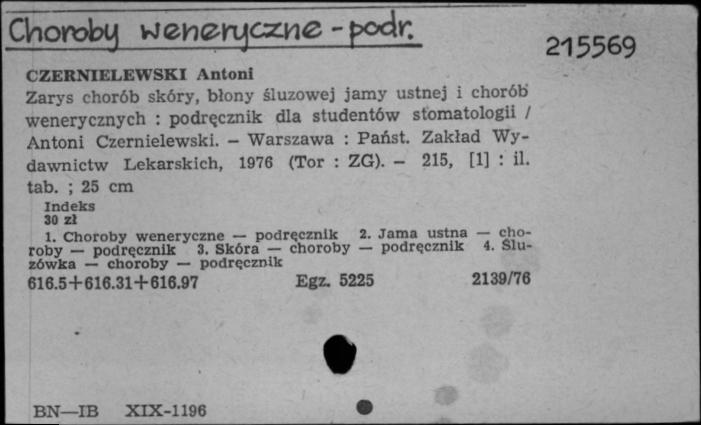 Choroby weneryczne - podr.
215569
CZERNIELEWSKI Antoni
Zarys chorób skóry, błony śluzowej jamy ustnej i chorób
wenerycznych : podręcznik dla studentów stomatologii /
Antoni Czernielewski. — Warszawa : Państ. Zakład Wy-
dawnictw Lekarskich, 1976 (Tor : ZG). — 215, [1] : il.
tab. ; 25 cm
Indeks
30 zł
1. Choroby weneryczne — podręcznik 2. Jama ustna — cho-
roby — podręcznik 3. Skóra — choroby — podręcznik 4. Ślu-
zówka — choroby — podręcznik
616.5+616.31+616.97 Egz. 5225 2139/76
BN—IB XIX-1196